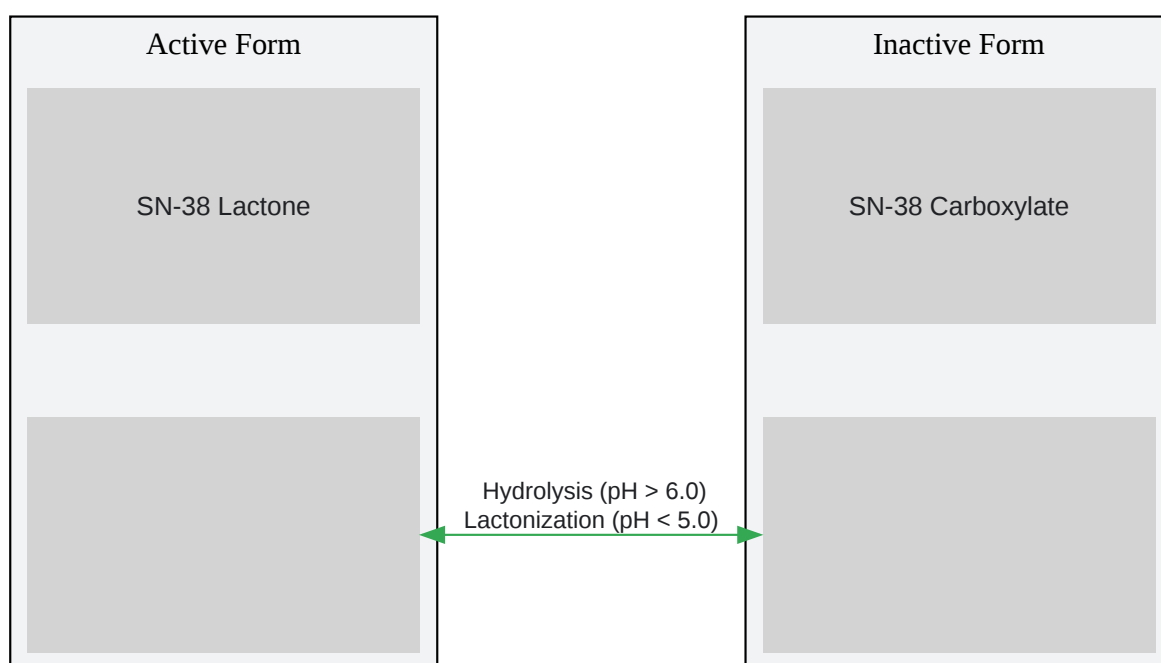 Active Form
Inactive Form
SN-38 Lactone
SN-38 Carboxylate
Hydrolysis (pH > 6.0)
Lactonization (pH < 5.0)